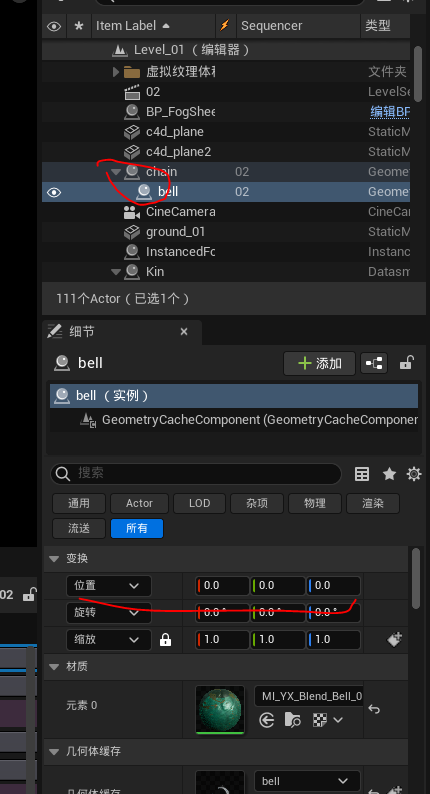 Item Label Sequencer 类型
Level_01（编辑器）
虚拟纹理体积 文件夹
02 LevelSe
BP_FogShee 编辑BP
c4d_plane StaticM
c4d_plane2 StaticM
chain 02 Geome
bell 02 Geome
CineCamera CineCa
ground_01 StaticM
InstancedFo Instanc
Kin Datasm
111个Actor（已选1个）
细节
bell 添加
bell（实例）
GeometryCacheComponent (GeometryCacheComponer
搜索
通用 Actor LOD 杂项 物理 渲染
流送 所有
变换
02 位置 0.0 0.0 0.0
旋转 0.0° 0.0° 0.0°
缩放 1.0 1.0 1.0
材质
元素 0 MI_YX_Blend_Bell_0
几何体缓存
几何体缓存 bell